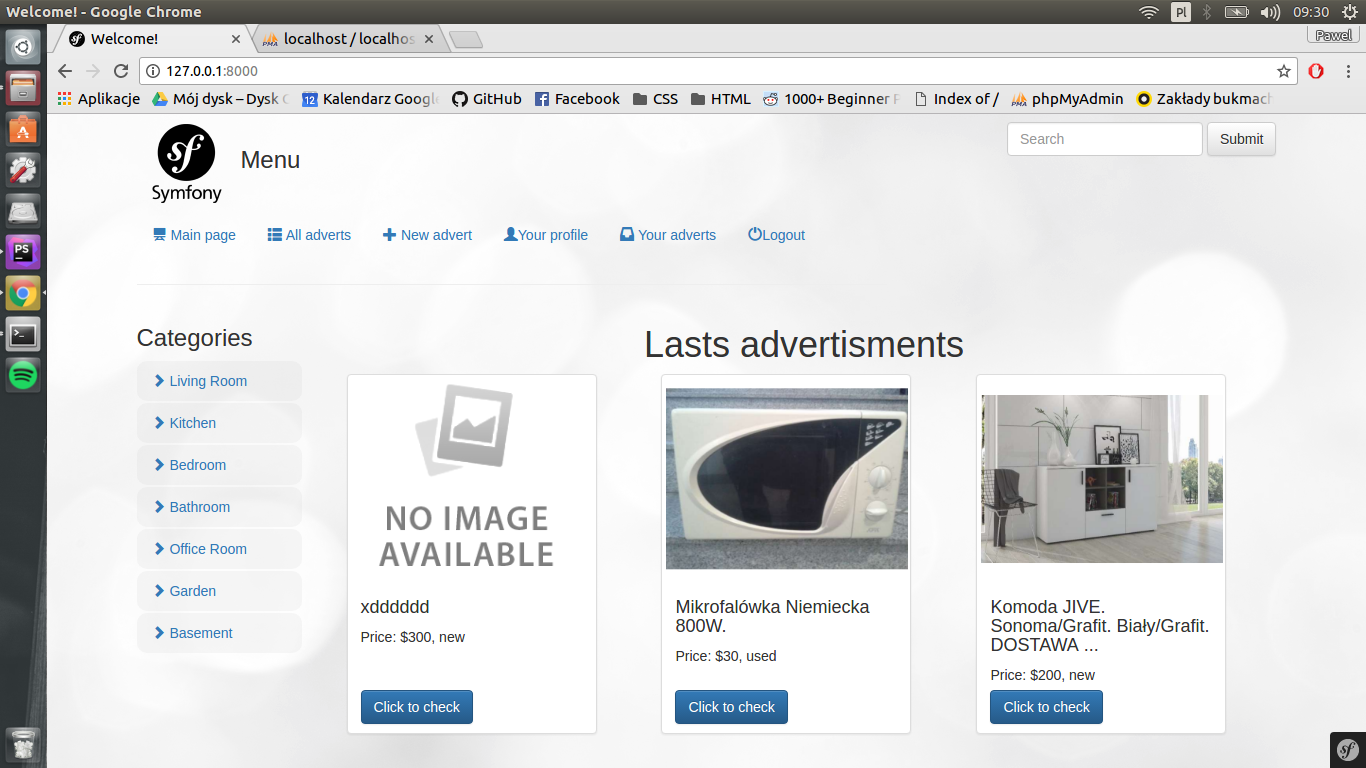 Welcome! - Google Chrome
Pl
09:30
Welcome!
localhost / localhos
Pawel
127.0.0.1:8000
Aplikacje
Mój dysk – Dysk G
Kalendarz Google
GitHub
Facebook
CSS
HTML
1000+ Beginner P
Index of /
phpMyAdmin
Zakłady bukmach
sf
Symfony
Menu
Search
Submit
Main page
All adverts
New advert
Your profile
Your adverts
Logout
Categories
Living Room
Kitchen
Bedroom
Bathroom
Office Room
Garden
Basement
Lasts advertisments
NO IMAGE
AVAILABLE
xdddddd
Price: $300, new
Click to check
Mikrofalówka Niemiecka
800W.
Price: $30, used
Click to check
Komoda JIVE.
Sonoma/Grafit. Biały/Grafit.
DOSTAWA ...
Price: $200, new
Click to check
PS
sf